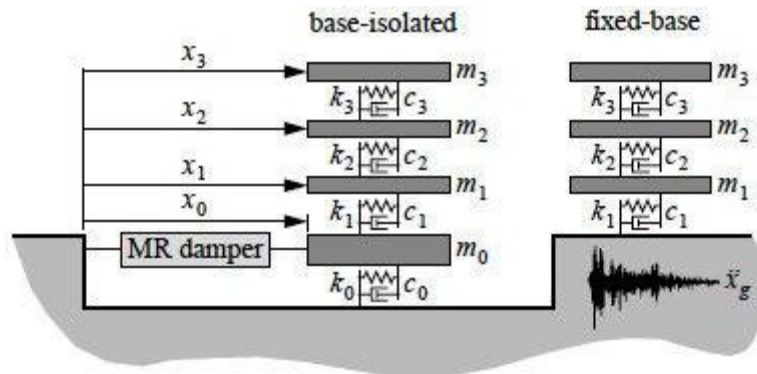 base-isolated fixed-base
x₃ m₃ m₃
k₃ c₃ k₃ c₃
x₂ m₂ m₂
k₂ c₂ k₂ c₂
x₁ m₁ m₁
x₀ k₁ c₁ k₁ c₁
MR damper m₀
k₀ c₀ ẍg